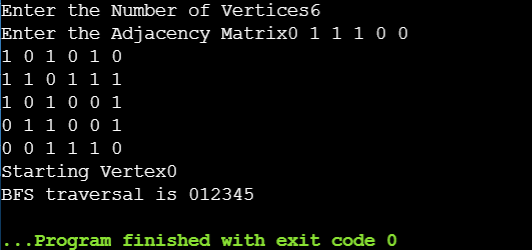 Enter the Number of Vertices6
Enter the Adjacency Matrix0 1 1 1 0 0
1 0 1 0 1 0
1 1 0 1 1 1
1 0 1 0 0 1
0 1 1 0 0 1
0 0 1 1 1 0
Starting Vertex0
BFS traversal is 012345
...Program finished with exit code 0